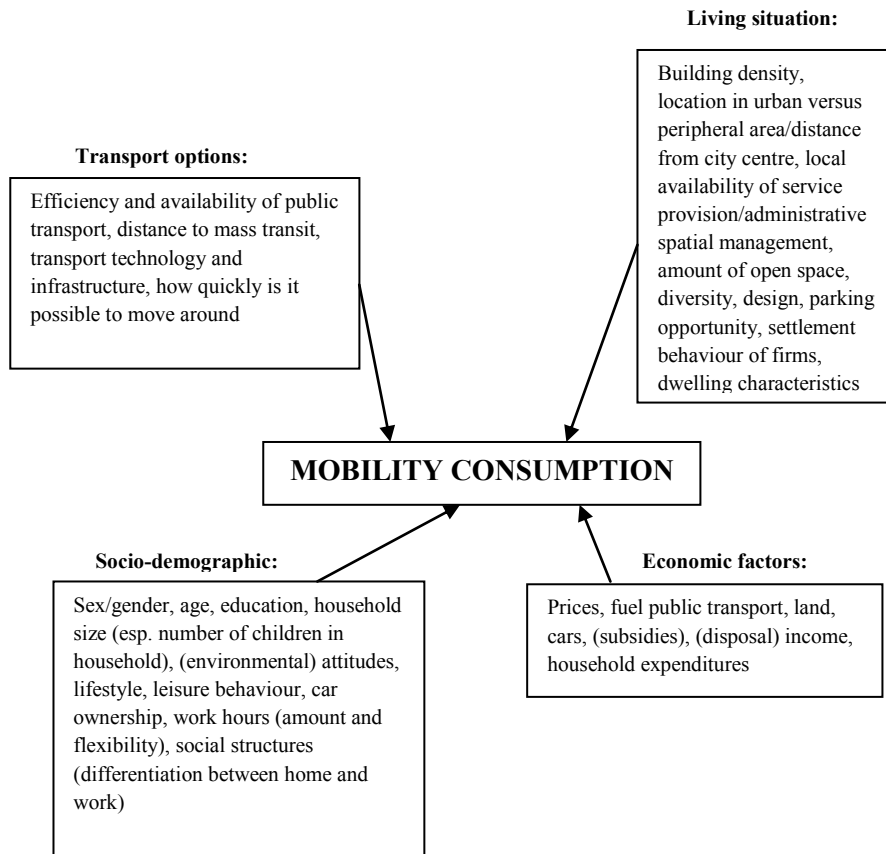 Living situation:
Building density,
location in urban versus
peripheral area/distance
from city centre, local
availability of service
provision/administrative
spatial management,
amount of open space,
diversity, design, parking
opportunity, settlement
behaviour of firms,
dwelling characteristics
Transport options:
Efficiency and availability of public
transport, distance to mass transit,
transport technology and
infrastructure, how quickly is it
possible to move around
MOBILITY CONSUMPTION
Socio-demographic:
Sex/gender, age, education, household
size (esp. number of children in
household), (environmental) attitudes,
lifestyle, leisure behaviour, car
ownership, work hours (amount and
flexibility), social structures
(differentiation between home and
work)
Economic factors:
Prices, fuel public transport, land,
cars, (subsidies), (disposal) income,
household expenditures